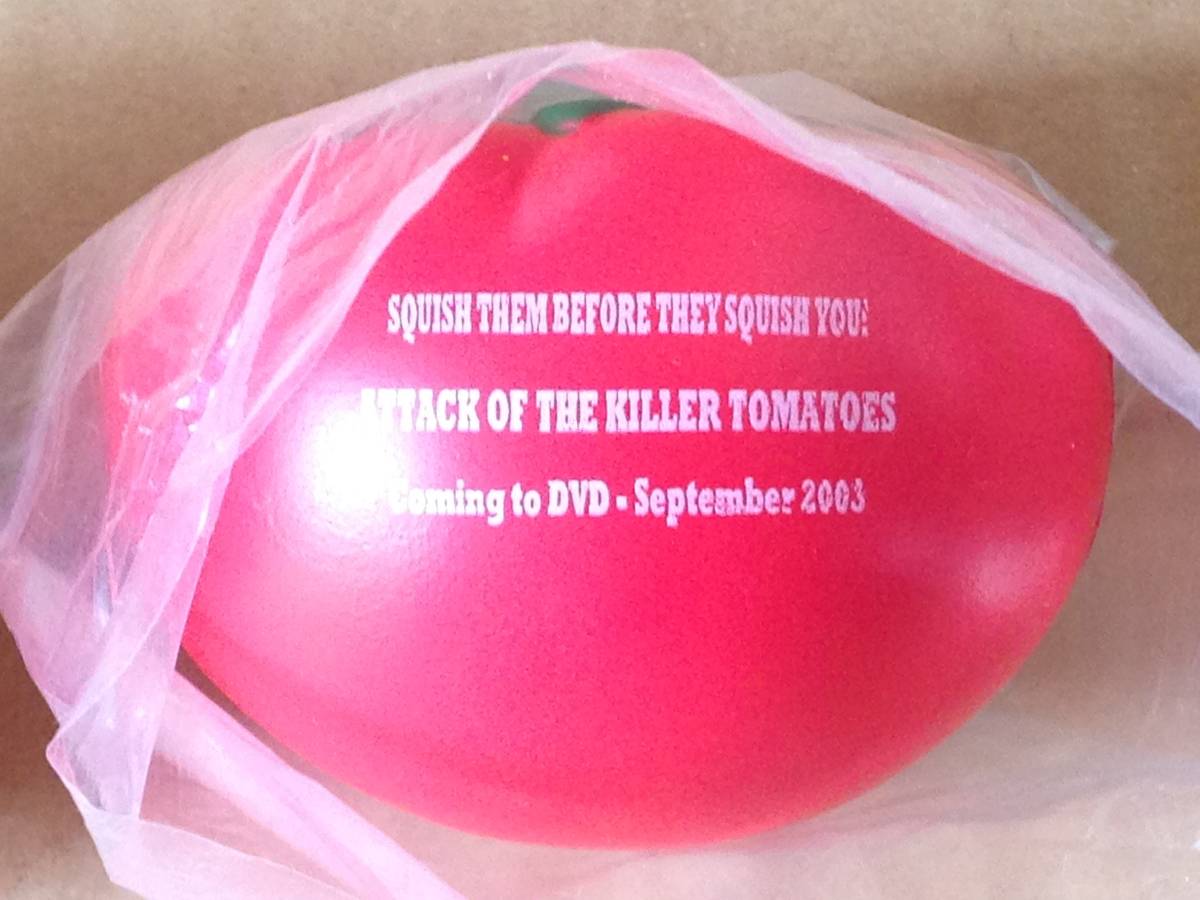 SQUISH THEM BEFORE THEY SQUISH YOU!
ATTACK OF THE KILLER TOMATOES
Coming to DVD - September 2003